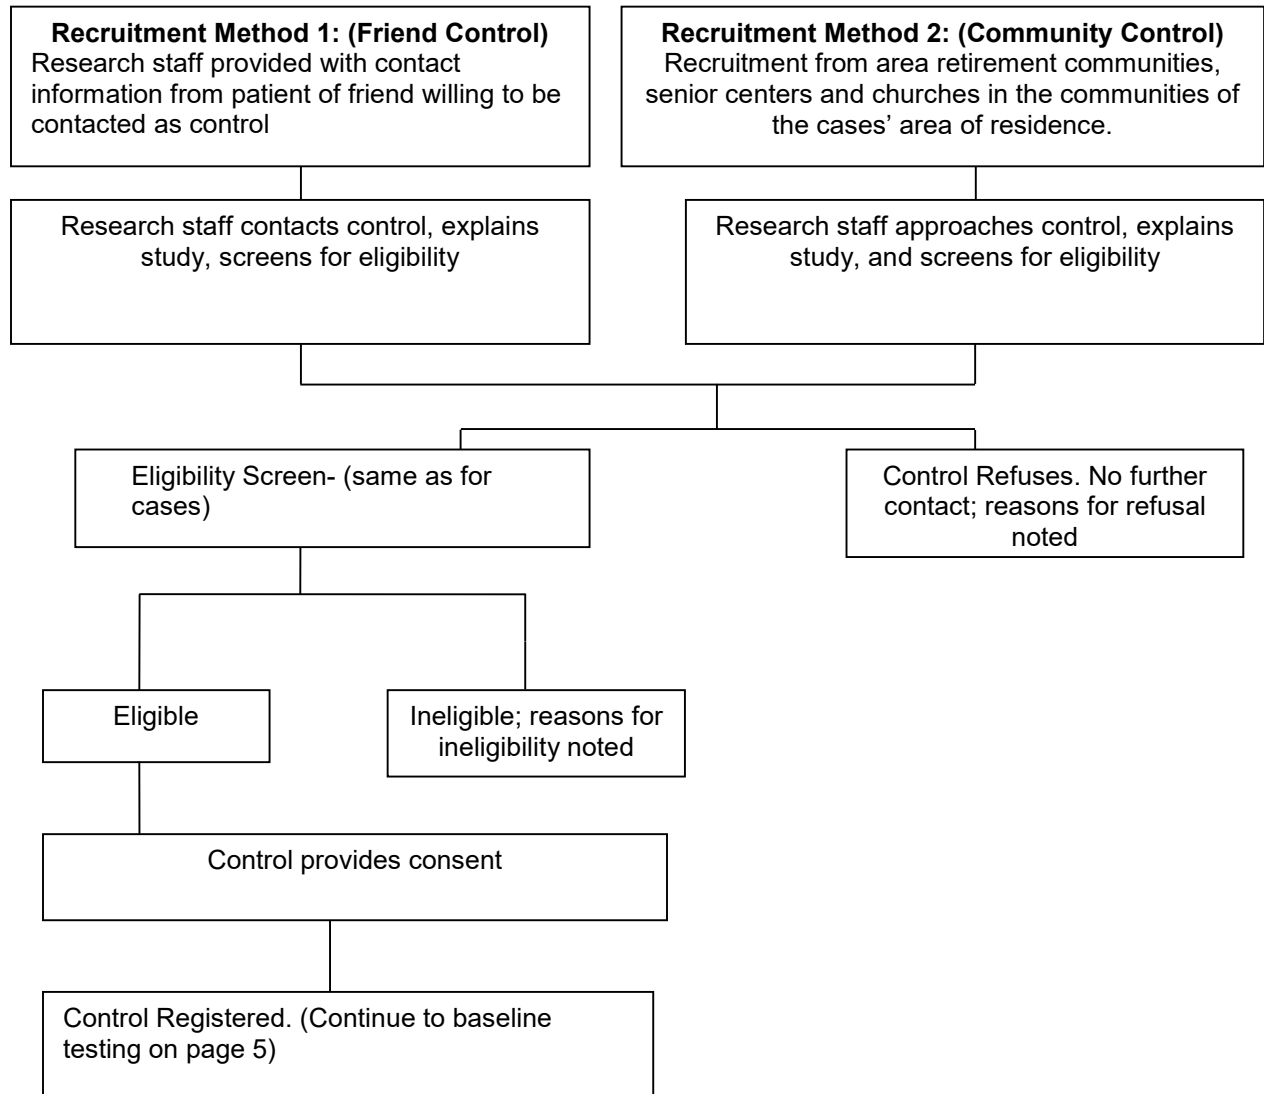 Recruitment Method 1: (Friend Control)
Research staff provided with contact
information from patient of friend willing to be
contacted as control
Recruitment Method 2: (Community Control)
Recruitment from area retirement communities,
senior centers and churches in the communities of
the cases’ area of residence.
Research staff contacts control, explains
study, screens for eligibility
Research staff approaches control, explains
study, and screens for eligibility
Eligibility Screen- (same as for
cases)
Control Refuses. No further
contact; reasons for refusal
noted
Eligible
Ineligible; reasons for
ineligibility noted
Control provides consent
Control Registered. (Continue to baseline
testing on page 5)